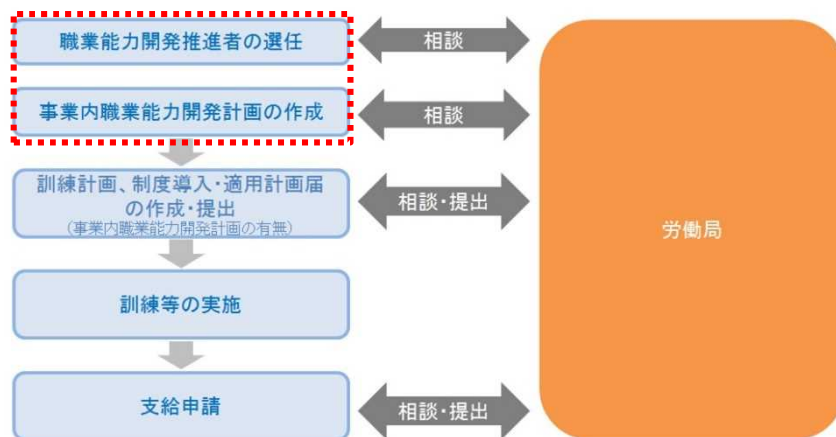 職業能力開発推進者の選任
相談
事業内職業能力開発計画の作成
相談
訓練計画、制度導入・適用計画届
の作成・提出
(事業内職業能力開発計画の有無)
相談・提出
労働局
訓練等の実施
支給申請
相談・提出